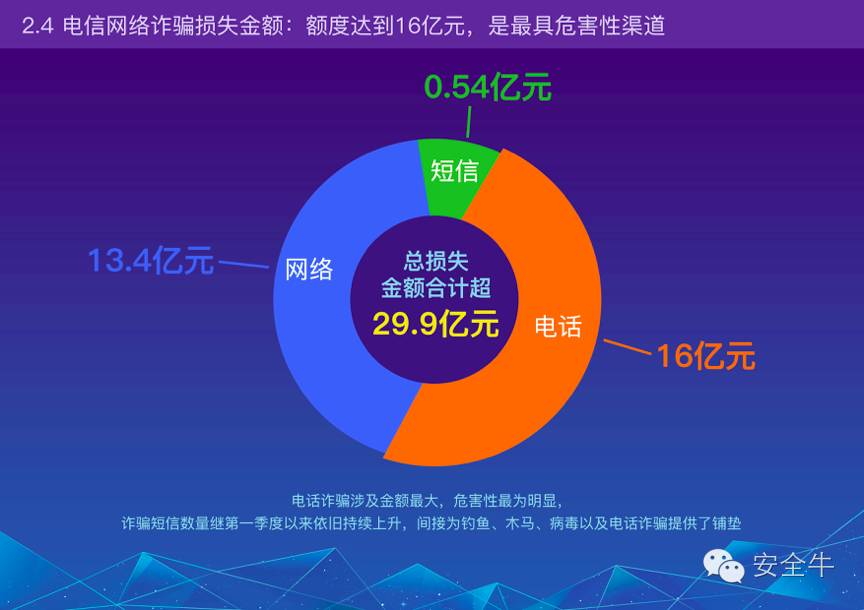 2.4 电信网络诈骗损失金额：额度达到16亿元，是最具危害性渠道
0.54亿元
短信
13.4亿元
网络
总损失
金额合计超
29.9亿元
电话
16亿元
电话诈骗涉及金额最大，危害性最为明显，
诈骗短信数量继第一季度以来依旧持续上升，间接为钓鱼、木马、病毒以及电话诈骗提供了铺垫
安全牛